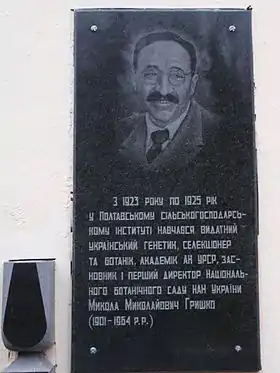 З 1923 року по 1925 рік
у Полтавському сільськогосподарсь-
кому інституті навчався видатний
український генетик, селекціонер
та ботанік, академік АН УРСР, зас-
новник і перший директор Національ-
ного ботанічного саду НАН України
Микола Миколайович Гришко
(1901-1964 р.р.)